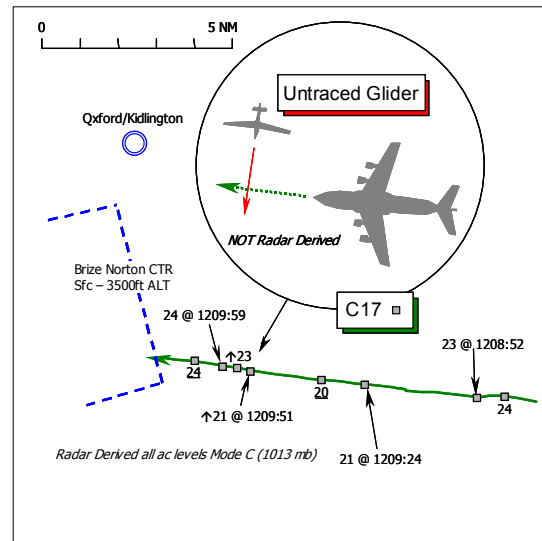 0 5 NM
Untraced Glider
Qxford/Kidlington
NOT Radar Derived
Brize Norton CTR
Sfc – 3500ft ALT
C17
24 @ 1209:59
23 @ 1208:52
↑23
24
20
24
↑21 @ 1209:51
21 @ 1209:24
Radar Derived all ac levels Mode C (1013 mb)